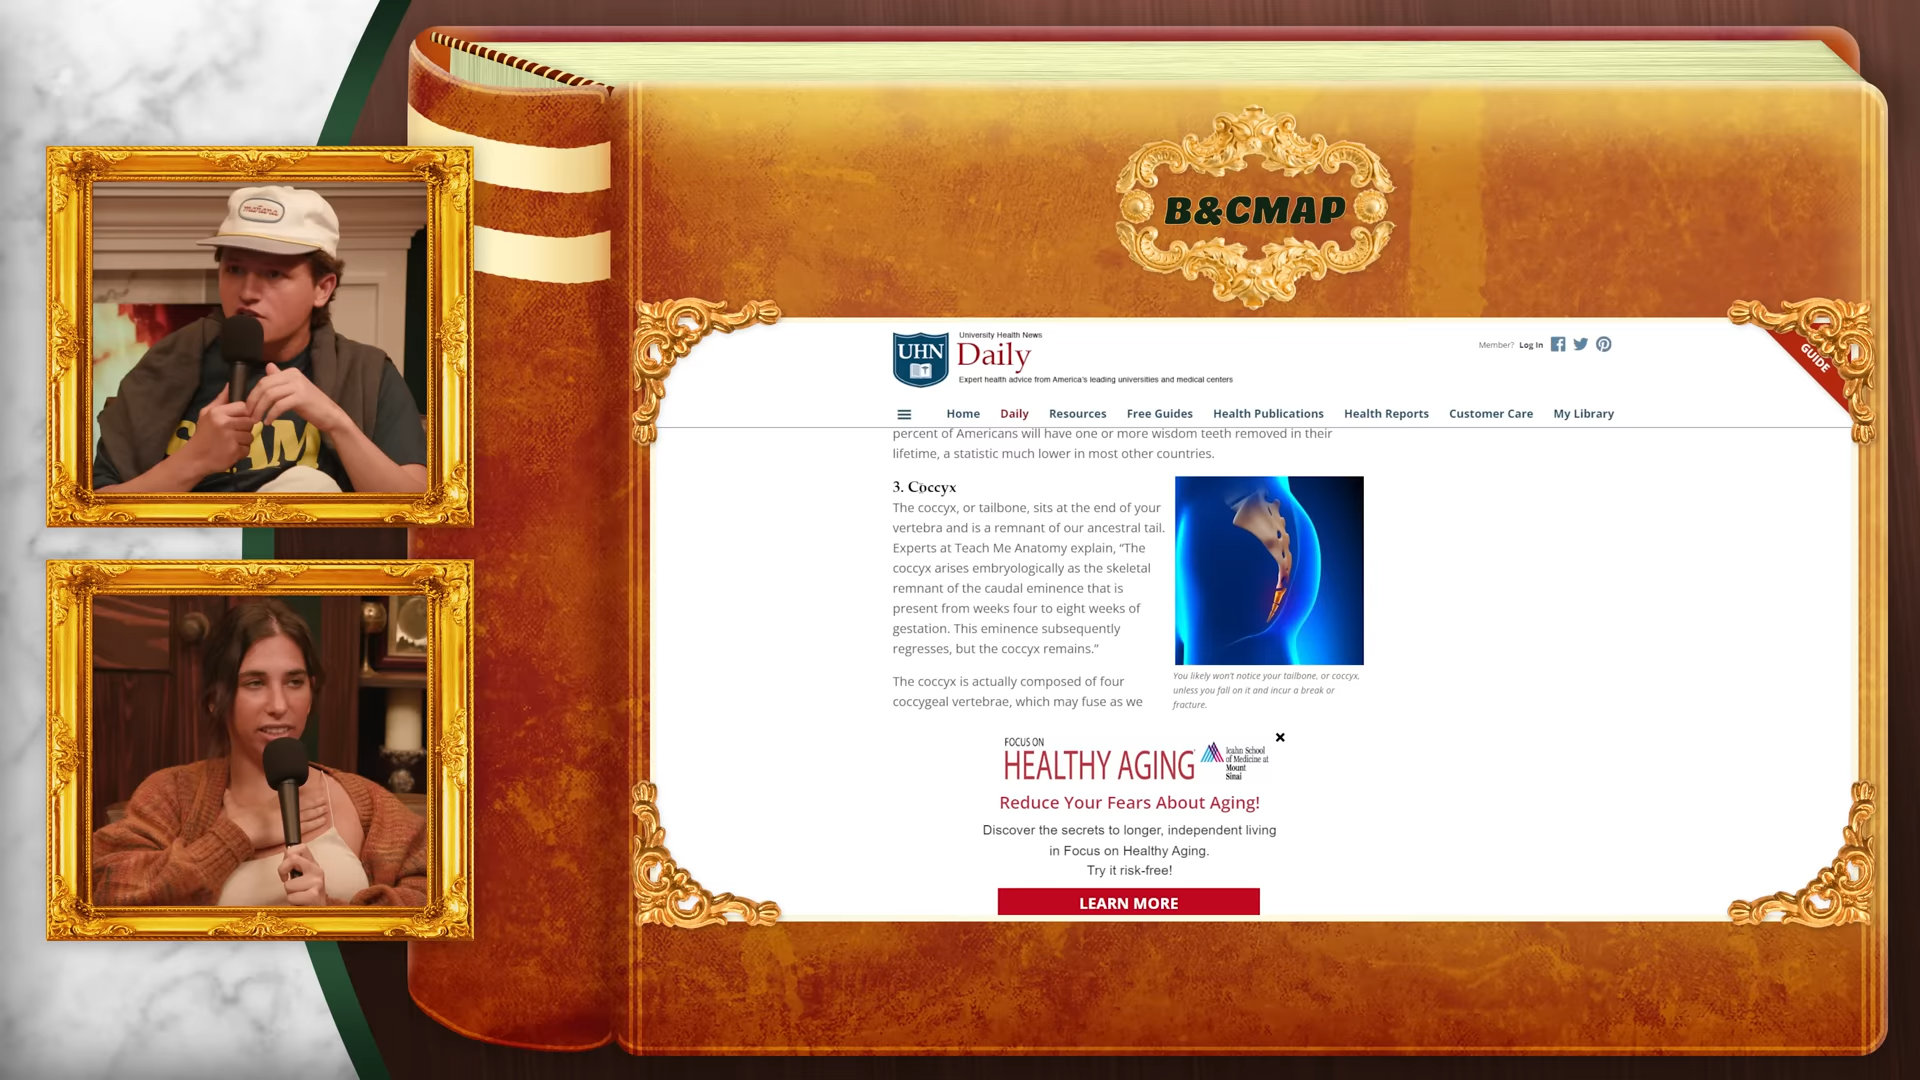 B&CMAP
UHN
University Health News
Daily
Expert health advice from America's leading universities and medical centers
Member? Log In
GUIDE
Home Daily Resources Free Guides Health Publications Health Reports Customer Care My Library
percent of Americans will have one or more wisdom teeth removed in their
lifetime, a statistic much lower in most other countries.
3. Coccyx
The coccyx, or tailbone, sits at the end of your
vertebra and is a remnant of our ancestral tail.
Experts at Teach Me Anatomy explain, “The
coccyx arises embryologically as the skeletal
remnant of the caudal eminence that is
present from weeks four to eight weeks of
gestation. This eminence subsequently
regresses, but the coccyx remains.”
The coccyx is actually composed of four
coccygeal vertebrae, which may fuse as we
You likely won't notice your tailbone, or coccyx,
unless you fall on it and incur a break or
fracture.
FOCUS ON
HEALTHY AGING
Icahn School
of Medicine at
Mount
Sinai
Reduce Your Fears About Aging!
Discover the secrets to longer, independent living
in Focus on Healthy Aging.
Try it risk-free!
LEARN MORE